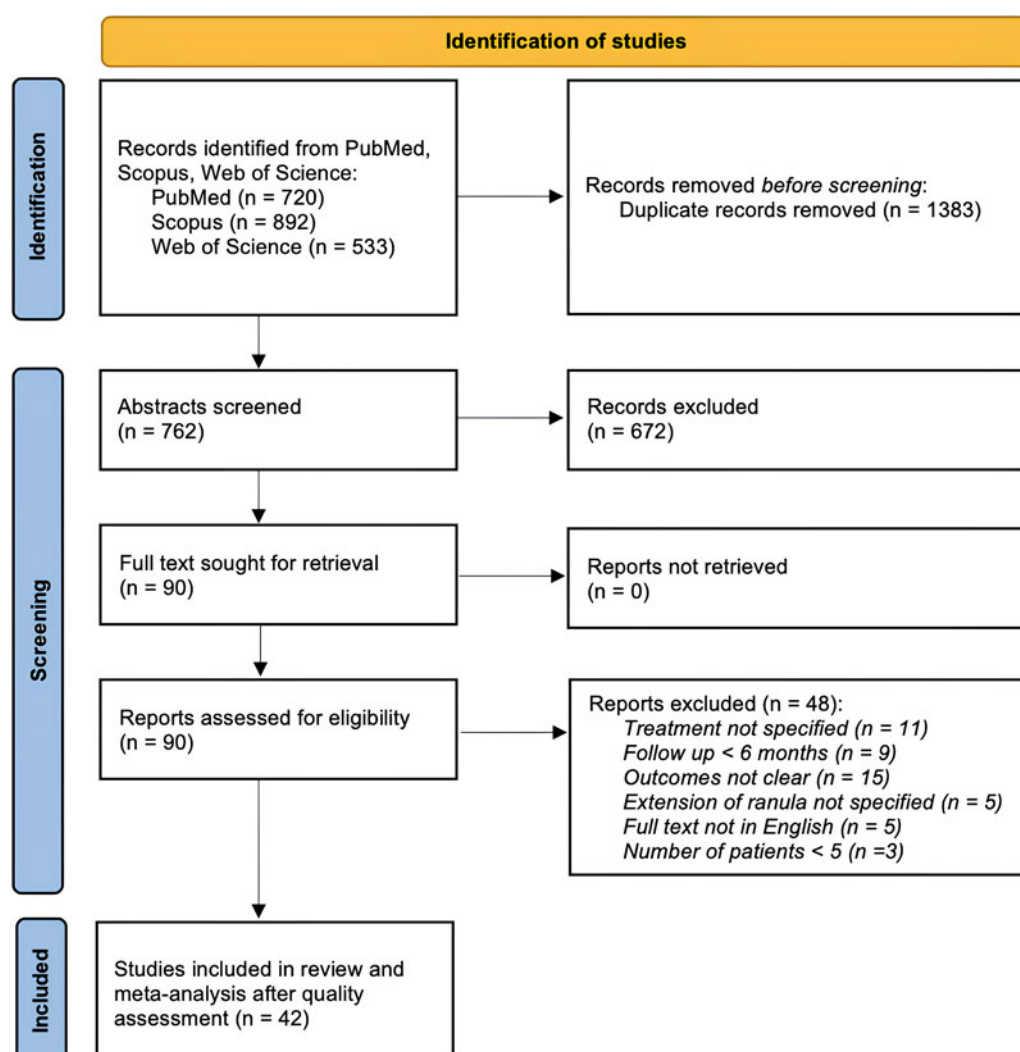 Identification of studies
Identification
Records identified from PubMed,
Scopus, Web of Science:
PubMed (n = 720)
Scopus (n = 892)
Web of Science (n = 533)
Records removed before screening:
Duplicate records removed (n = 1383)
Screening
Abstracts screened
(n = 762)
Records excluded
(n = 672)
Full text sought for retrieval
(n = 90)
Reports not retrieved
(n = 0)
Reports assessed for eligibility
(n = 90)
Reports excluded (n = 48):
Treatment not specified (n = 11)
Follow up < 6 months (n = 9)
Outcomes not clear (n = 15)
Extension of ranula not specified (n = 5)
Full text not in English (n = 5)
Number of patients < 5 (n =3)
Included
Studies included in review and
meta-analysis after quality
assessment (n = 42)